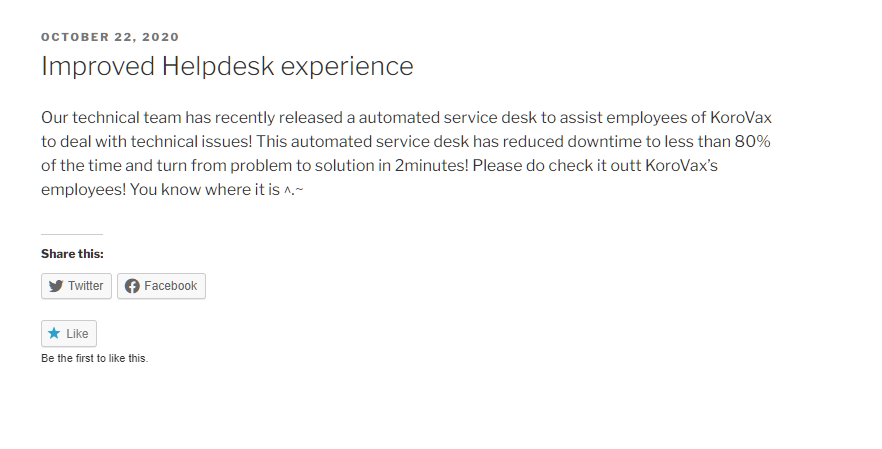 OCTOBER 22, 2020
Improved Helpdesk experience
Our technical team has recently released a automated service desk to assist employees of KoroVax
to deal with technical issues! This automated service desk has reduced downtime to less than 80%
of the time and turn from problem to solution in 2minutes! Please do check it outt KoroVax’s
employees! You know where it is ^.~
Share this:
Twitter Facebook
Like
Be the first to like this.